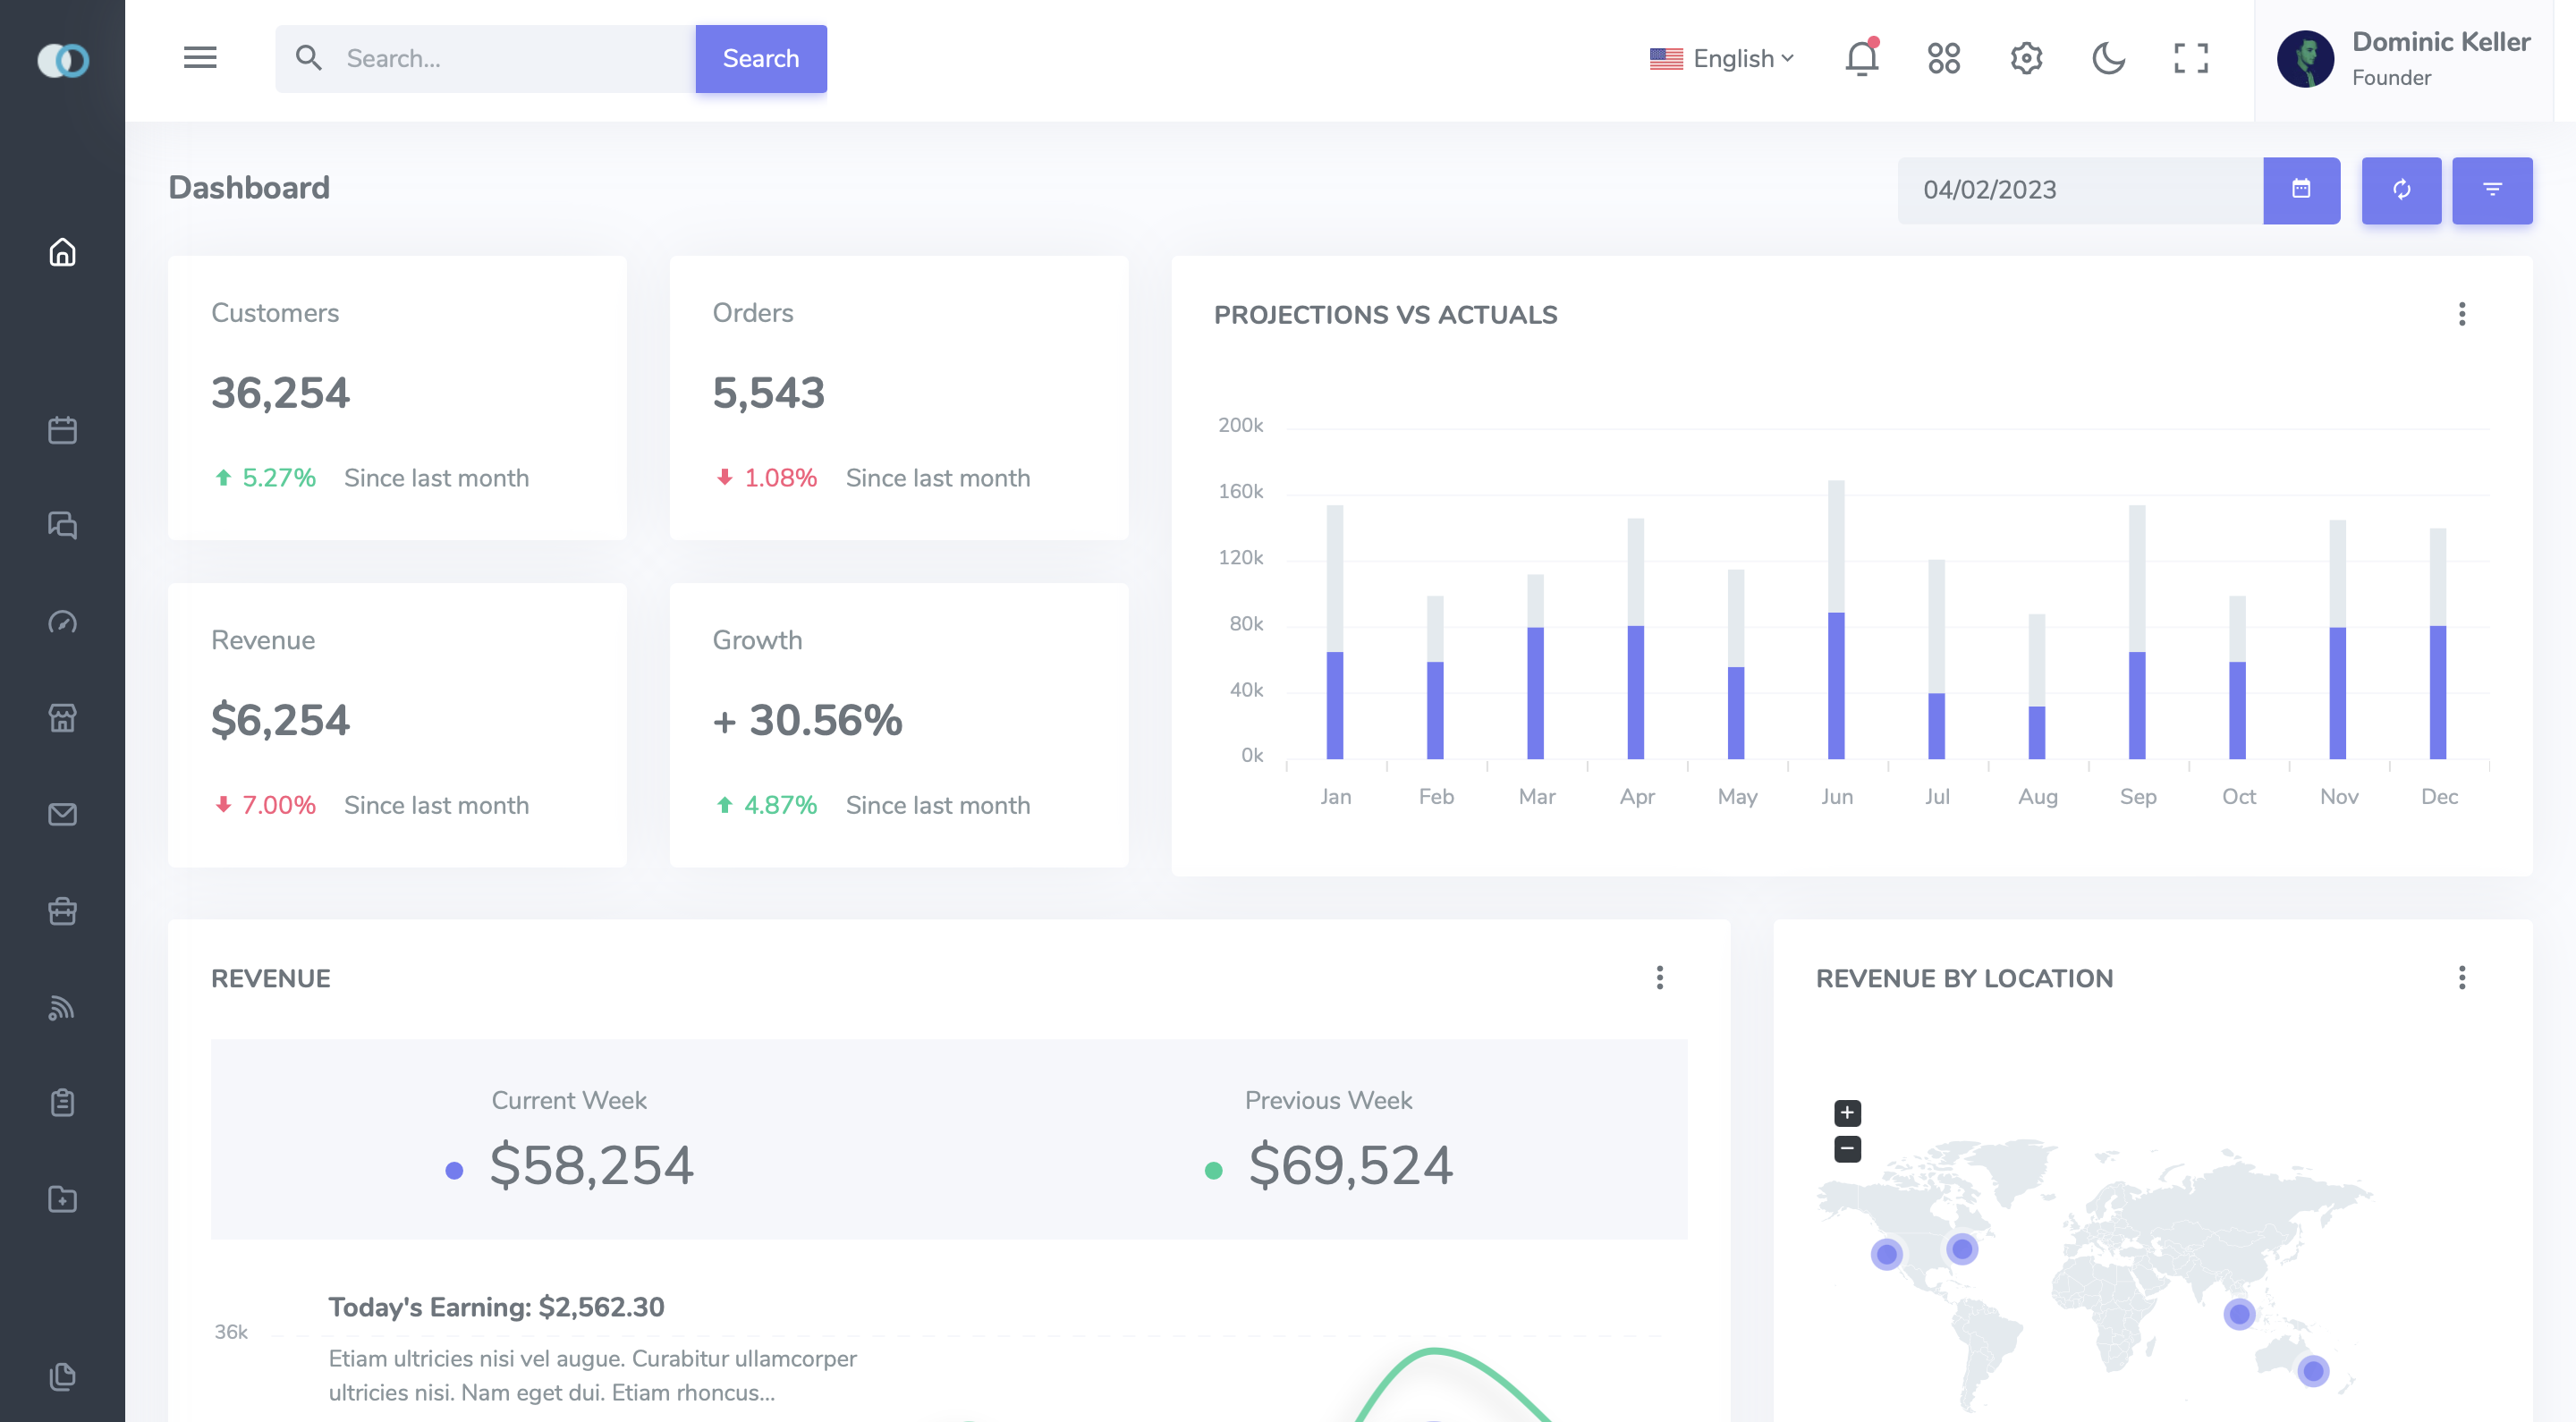 Search...
Search
English
Dominic Keller
Founder
Dashboard
04/02/2023
Customers
36,254
5.27% Since last month
Orders
5,543
1.08% Since last month
Revenue
$6,254
7.00% Since last month
Growth
+ 30.56%
4.87% Since last month
PROJECTIONS VS ACTUALS
200k
160k
120k
80k
40k
0k
Jan Feb Mar Apr May Jun Jul Aug Sep Oct Nov Dec
REVENUE
Current Week
$58,254
Previous Week
$69,524
Today's Earning: $2,562.30
36k
Etiam ultricies nisi vel augue. Curabitur ullamcorper
ultricies nisi. Nam eget dui. Etiam rhoncus...
REVENUE BY LOCATION
+
−